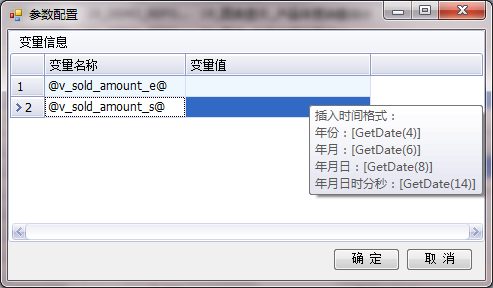 参数配置
变量信息
变量名称 变量值
1 @v_sold_amount_e@
2 @v_sold_amount_s@
插入时间格式：
年份：[GetDate(4)]
年月：[GetDate(6)]
年月日：[GetDate(8)]
年月日时分秒：[GetDate(14)]
确 定 取 消